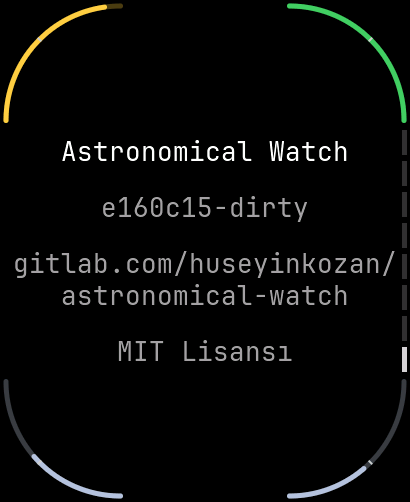 Astronomical Watch
e160c15-dirty
gitlab.com/huseyinkozan/
astronomical-watch
MIT Lisansı